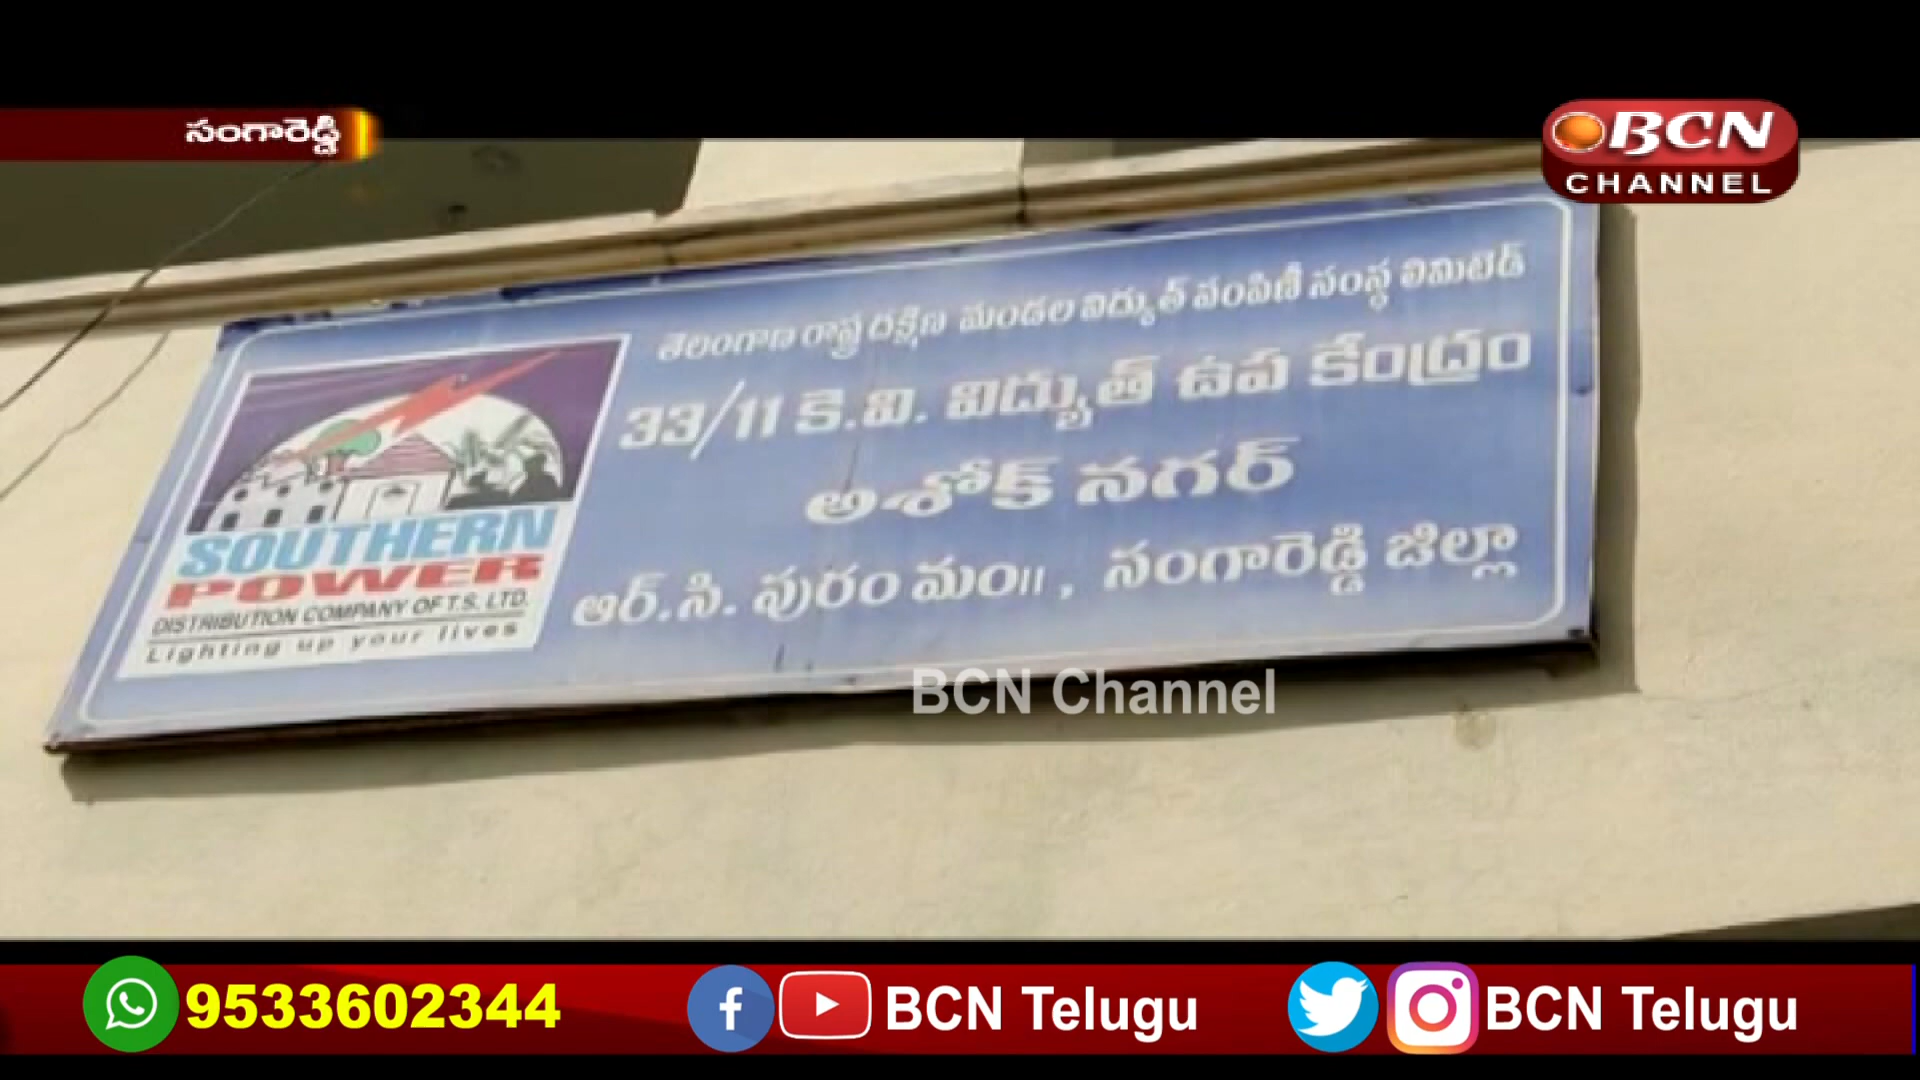 సంగారెడ్డి
BCN
CHANNEL
తెలంగాణ రాష్ట్ర దక్షిణ మండల విద్యుత్ పంపిణీ సంస్థ లిమిటెడ్
33/11 కె.వి. విద్యుత్ ఉప కేంద్రం
అశోక్ నగర్
ఆర్.సి. పురం మం॥, సంగారెడ్డి జిల్లా
SOUTHERN
POWER
DISTRIBUTION COMPANY OF T.S. LTD.
Lighting up your lives
BCN Channel
9533602344 BCN Telugu BCN Telugu